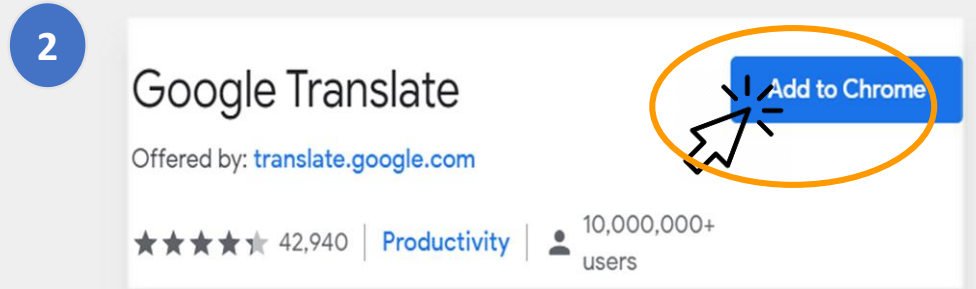 2
Google Translate
Add to Chrome
Offered by: translate.google.com
42,940
Productivity
10,000,000+
users